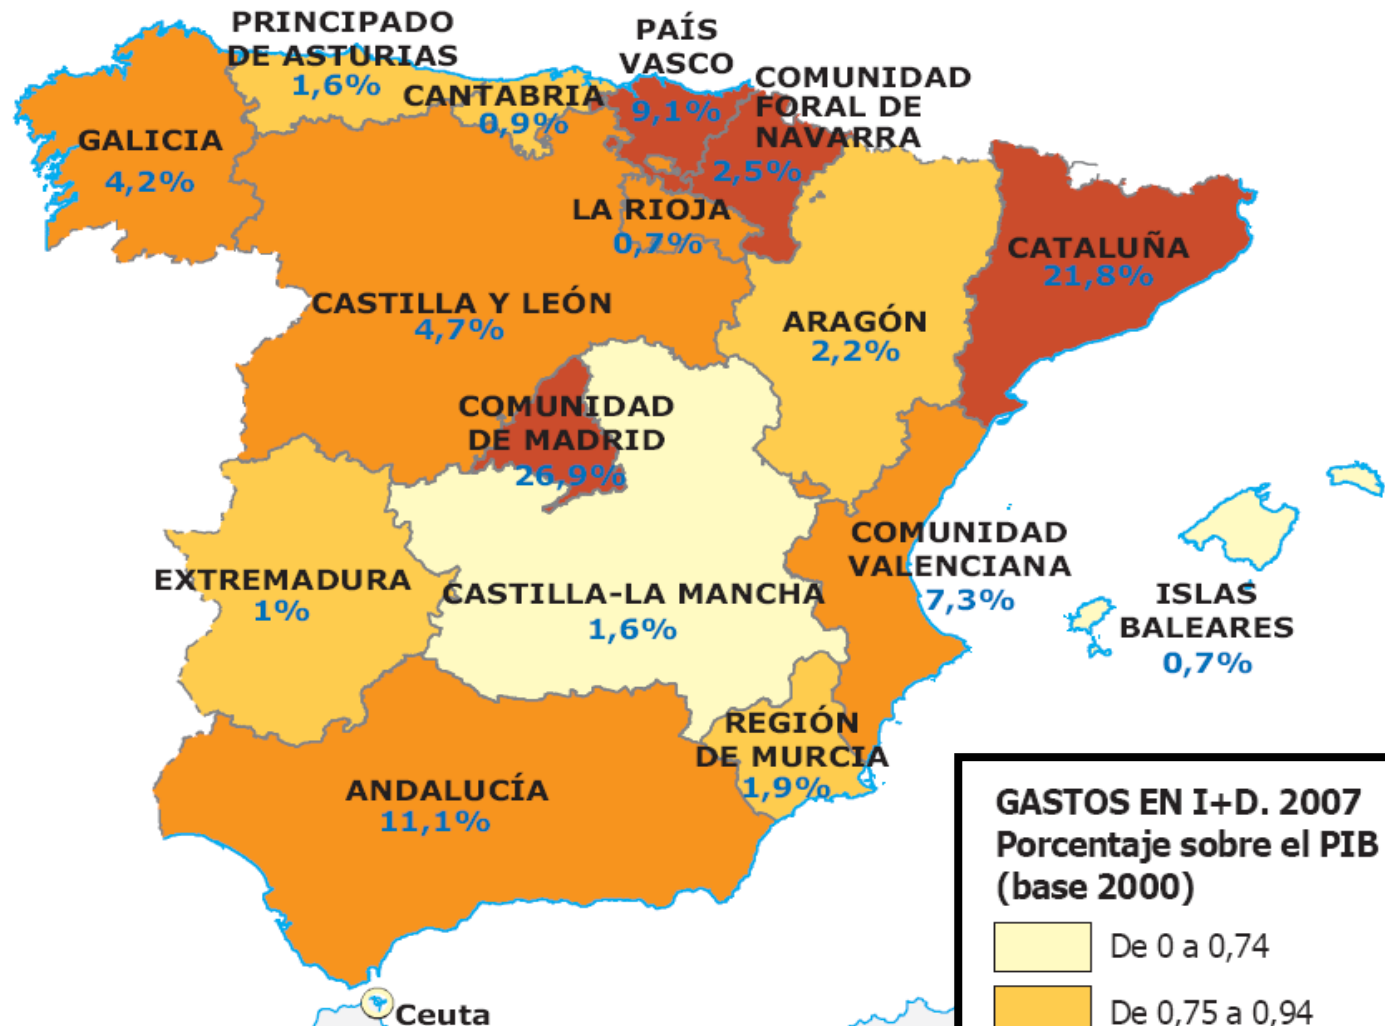 PRINCIPADO
DE ASTURIAS
1,6%
CANTABRIA
0,9%
PAÍS
VASCO
9,1%
COMUNIDAD
FORAL DE
NAVARRA
2,5%
GALICIA
4,2%
LA RIOJA
0,7%
CATALUÑA
21,8%
CASTILLA Y LEÓN
4,7%
ARAGÓN
2,2%
COMUNIDAD
DE MADRID
26,9%
COMUNIDAD
VALENCIANA
7,3%
EXTREMADURA
1%
CASTILLA-LA MANCHA
1,6%
ISLAS
BALEARES
0,7%
REGIÓN
DE MURCIA
1,9%
ANDALUCÍA
11,1%
Ceuta
GASTOS EN I+D. 2007
Porcentaje sobre el PIB
(base 2000)
De 0 a 0,74
De 0,75 a 0,94